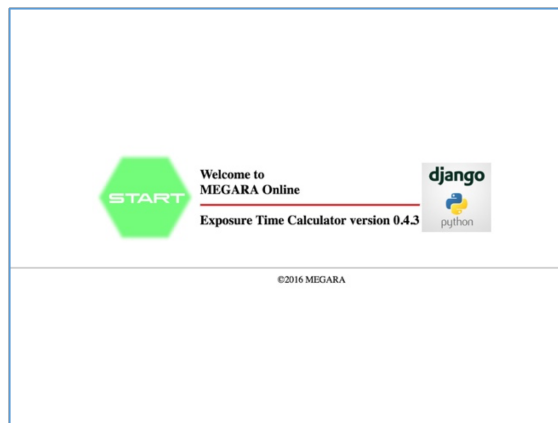 START
Welcome to
MEGARA Online
Exposure Time Calculator version 0.4.3
django
python
©2016 MEGARA